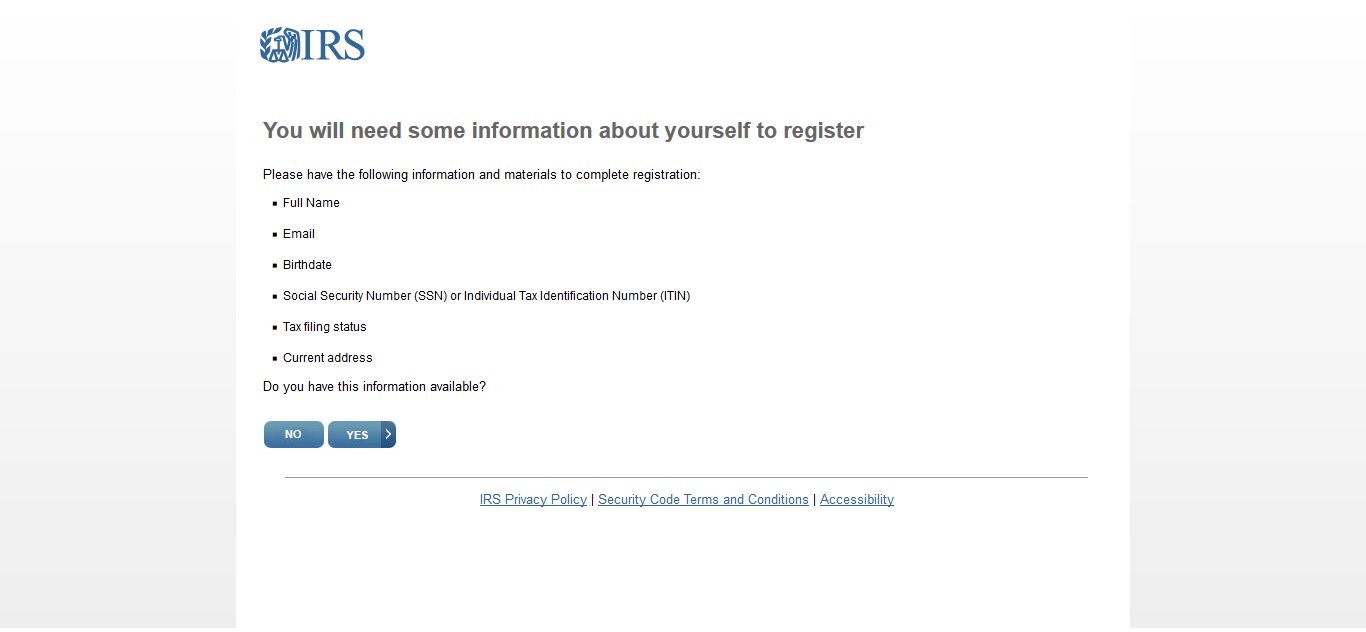 IRS
You will need some information about yourself to register
Please have the following information and materials to complete registration:
Full Name
Email
Birthdate
Social Security Number (SSN) or Individual Tax Identification Number (ITIN)
Tax filing status
Current address
Do you have this information available?
NO YES
IRS Privacy Policy | Security Code Terms and Conditions | Accessibility